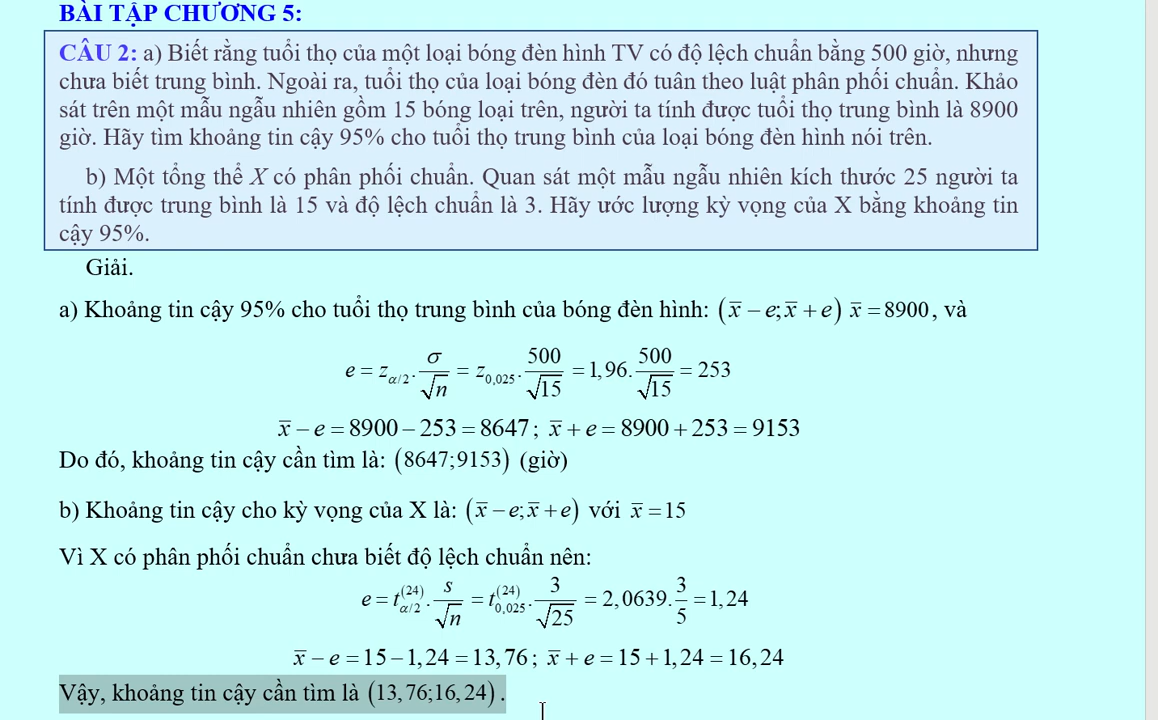 BÀI TẬP CHƯƠNG 5:
CÂU 2: a) Biết rằng tuổi thọ của một loại bóng đèn hình TV có độ lệch chuẩn bằng 500 giờ, nhưng
chưa biết trung bình. Ngoài ra, tuổi thọ của loại bóng đèn đó tuân theo luật phân phối chuẩn. Khảo
sát trên một mẫu ngẫu nhiên gồm 15 bóng loại trên, người ta tính được tuổi thọ trung bình là 8900
giờ. Hãy tìm khoảng tin cậy 95% cho tuổi thọ trung bình của loại bóng đèn hình nói trên.
b) Một tổng thể X có phân phối chuẩn. Quan sát một mẫu ngẫu nhiên kích thước 25 người ta
tính được trung bình là 15 và độ lệch chuẩn là 3. Hãy ước lượng kỳ vọng của X bằng khoảng tin
cậy 95%.
Giải.
a) Khoảng tin cậy 95% cho tuổi thọ trung bình của bóng đèn hình: (x̅ − e; x̅ + e) x̅ = 8900, và
e = z_{α/2}. σ/√n = z_{0,025}. 500/√15 = 1,96. 500/√15 = 253
x̅ − e = 8900 − 253 = 8647 ; x̅ + e = 8900 + 253 = 9153
Do đó, khoảng tin cậy cần tìm là: (8647;9153) (giờ)
b) Khoảng tin cậy cho kỳ vọng của X là: (x̅ − e; x̅ + e) với x̅ = 15
Vì X có phân phối chuẩn chưa biết độ lệch chuẩn nên:
e = t_{α/2}^{(24)}. s/√n = t_{0,025}^{(24)}. 3/√25 = 2,0639. 3/5 = 1,24
x̅ − e = 15 − 1,24 = 13,76 ; x̅ + e = 15 + 1,24 = 16,24
Vậy, khoảng tin cậy cần tìm là (13,76;16,24).